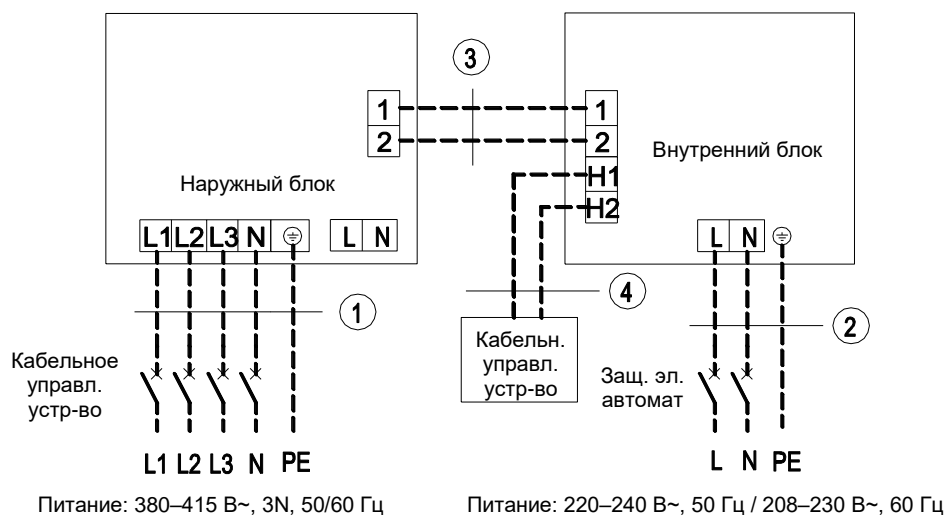 3
1
2
1
2
H1
H2
Наружный блок
Внутренний блок
L1 L2 L3 N
L N
L N
1
4
2
Кабельное
управл.
устр-во
Кабельн.
управл.
устр-во
Защ. эл.
автомат
L1 L2 L3 N PE
L N PE
Питание: 380–415 В~, 3N, 50/60 Гц
Питание: 220–240 В~, 50 Гц / 208–230 В~, 60 Гц